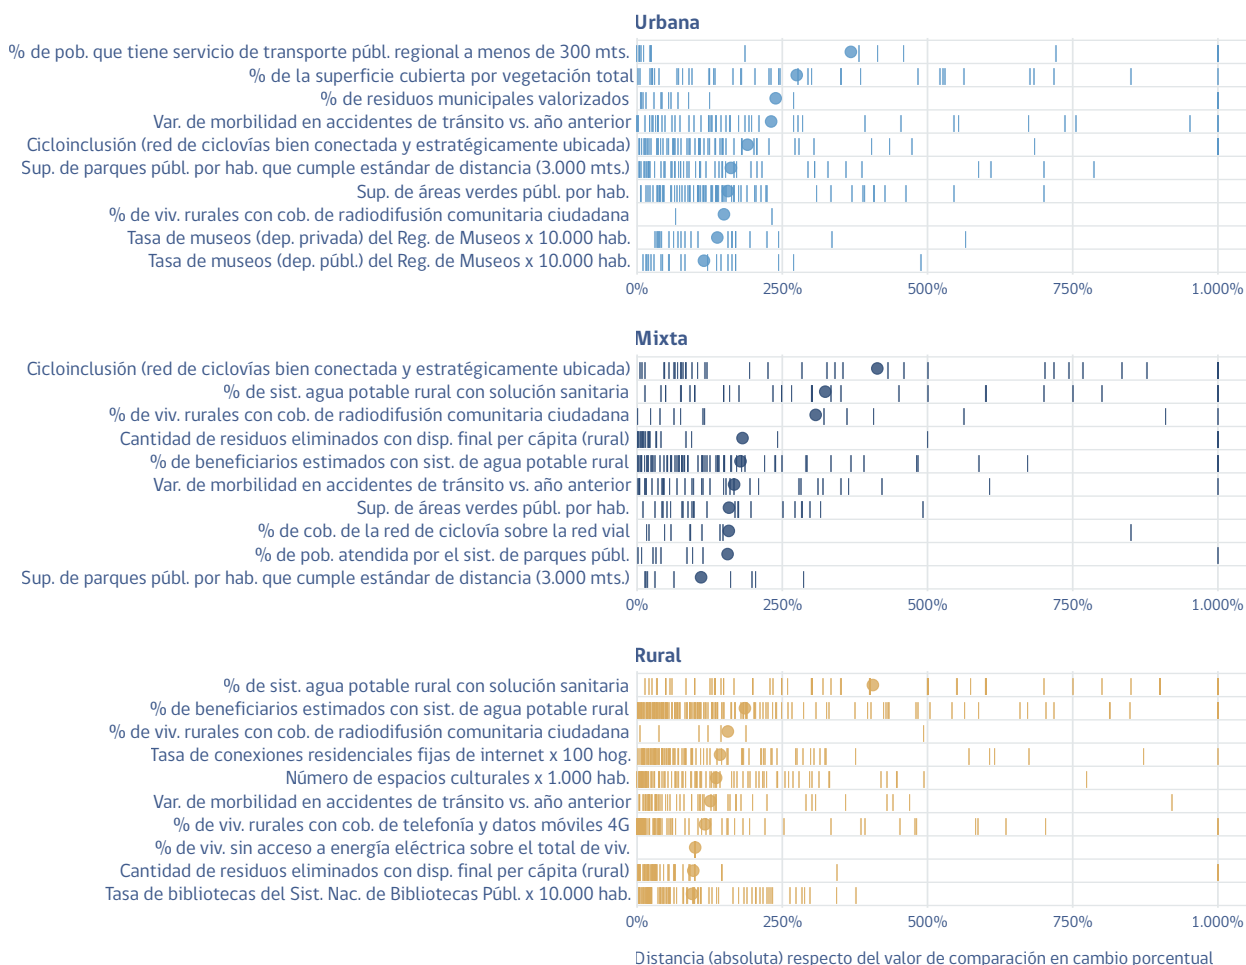 Urbana
% de pob. que tiene servicio de transporte públ. regional a menos de 300 mts.
% de la superficie cubierta por vegetación total
% de residuos municipales valorizados
Var. de morbilidad en accidentes de tránsito vs. año anterior
Cicloinclusión (red de ciclovías bien conectada y estratégicamente ubicada)
Sup. de parques públ. por hab. que cumple estándar de distancia (3.000 mts.)
Sup. de áreas verdes públ. por hab.
% de viv. rurales con cob. de radiodifusión comunitaria ciudadana
Tasa de museos (dep. privada) del Reg. de Museos x 10.000 hab.
Tasa de museos (dep. públ.) del Reg. de Museos x 10.000 hab.
0% 250% 500% 750% 1.000%
Mixta
Cicloinclusión (red de ciclovías bien conectada y estratégicamente ubicada)
% de sist. agua potable rural con solución sanitaria
% de viv. rurales con cob. de radiodifusión comunitaria ciudadana
Cantidad de residuos eliminados con disp. final per cápita (rural)
% de beneficiarios estimados con sist. de agua potable rural
Var. de morbilidad en accidentes de tránsito vs. año anterior
Sup. de áreas verdes públ. por hab.
% de cob. de la red de ciclovía sobre la red vial
% de pob. atendida por el sist. de parques públ.
Sup. de parques públ. por hab. que cumple estándar de distancia (3.000 mts.)
0% 250% 500% 750% 1.000%
Rural
% de sist. agua potable rural con solución sanitaria
% de beneficiarios estimados con sist. de agua potable rural
% de viv. rurales con cob. de radiodifusión comunitaria ciudadana
Tasa de conexiones residenciales fijas de internet x 100 hog.
Número de espacios culturales x 1.000 hab.
Var. de morbilidad en accidentes de tránsito vs. año anterior
% de viv. rurales con cob. de telefonía y datos móviles 4G
% de viv. sin acceso a energía eléctrica sobre el total de viv.
Cantidad de residuos eliminados con disp. final per cápita (rural)
Tasa de bibliotecas del Sist. Nac. de Bibliotecas Públ. x 10.000 hab.
0% 250% 500% 750% 1.000%
Distancia (absoluta) respecto del valor de comparación en cambio porcentual